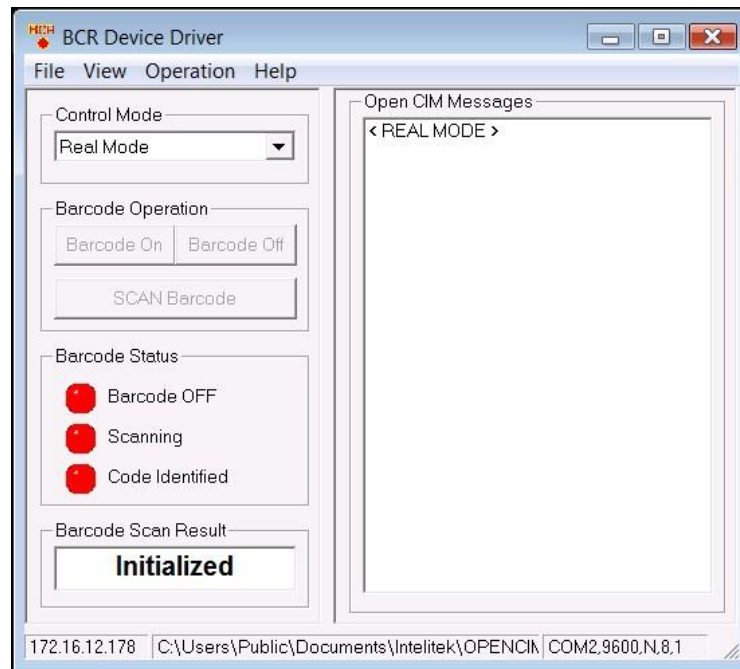 HCH BCR Device Driver
File View Operation Help
Control Mode
Real Mode
Barcode Operation
Barcode On Barcode Off
SCAN Barcode
Barcode Status
Barcode OFF
Scanning
Code Identified
Barcode Scan Result
Initialized
Open CIM Messages
< REAL MODE >
172.16.12.178 C:\Users\Public\Documents\Intelitek\OPENCIM COM2,9600,N,8,1